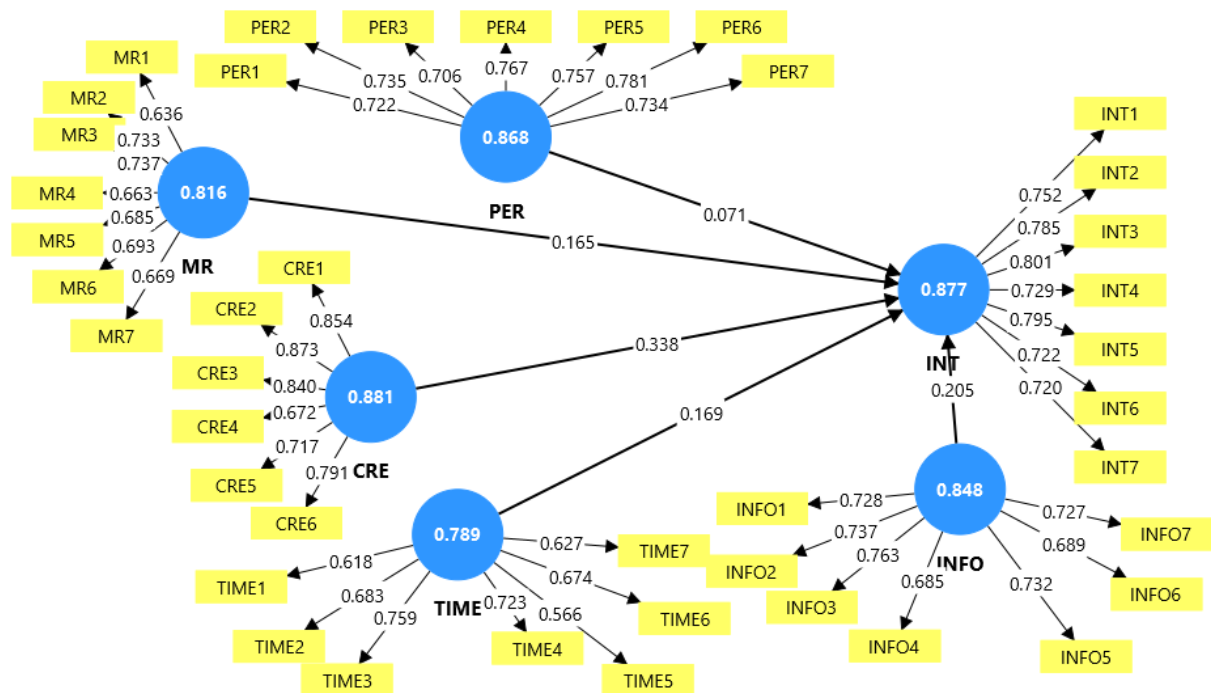 PER2
PER3
PER4
PER5
PER6
PER1
PER7
0.735
0.706
0.767
0.757
0.781
0.722
0.734
0.868
PER
MR1
MR2
MR3
MR4
MR5
MR6
MR7
0.636
0.733
0.737
0.663
0.685
0.693
0.669
0.816
MR
0.071
0.165
0.338
0.169
0.205
CRE1
CRE2
CRE3
CRE4
CRE5
CRE6
0.854
0.873
0.840
0.672
0.717
0.791
0.881
CRE
INT1
INT2
INT3
INT4
INT5
INT6
INT7
0.752
0.785
0.801
0.729
0.795
0.722
0.720
0.877
INT
0.789
TIME
0.618
0.683
0.759
0.723
0.566
0.674
0.627
TIME1
TIME2
TIME3
TIME4
TIME5
TIME6
TIME7
0.848
INFO
0.728
0.737
0.763
0.685
0.732
0.689
0.727
INFO1
INFO2
INFO3
INFO4
INFO5
INFO6
INFO7